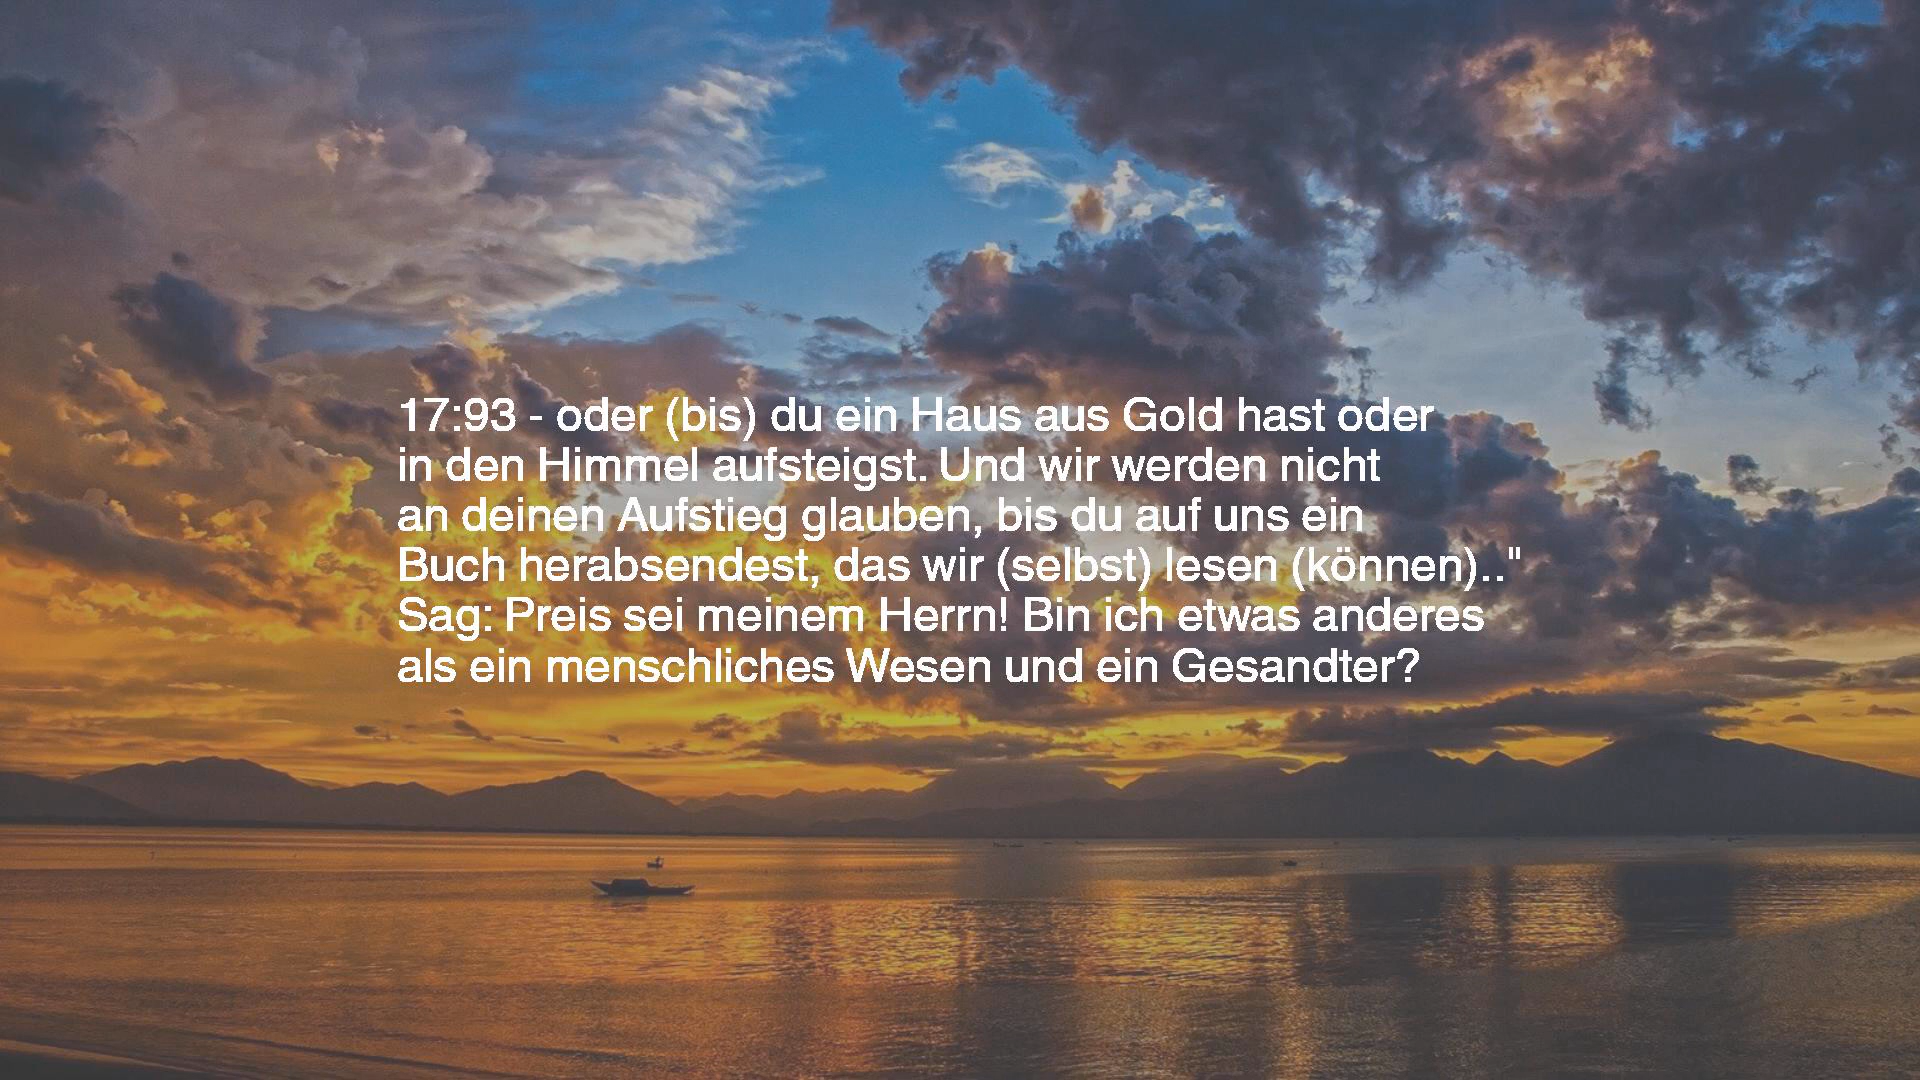 17:93 - oder (bis) du ein Haus aus Gold hast oder
in den Himmel aufsteigst. Und wir werden nicht
an deinen Aufstieg glauben, bis du auf uns ein
Buch herabsendest, das wir (selbst) lesen (können).."
Sag: Preis sei meinem Herrn! Bin ich etwas anderes
als ein menschliches Wesen und ein Gesandter?